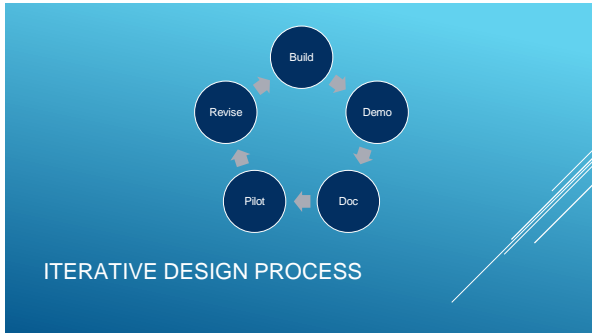 Build
Demo
Doc
Pilot
Revise
ITERATIVE DESIGN PROCESS